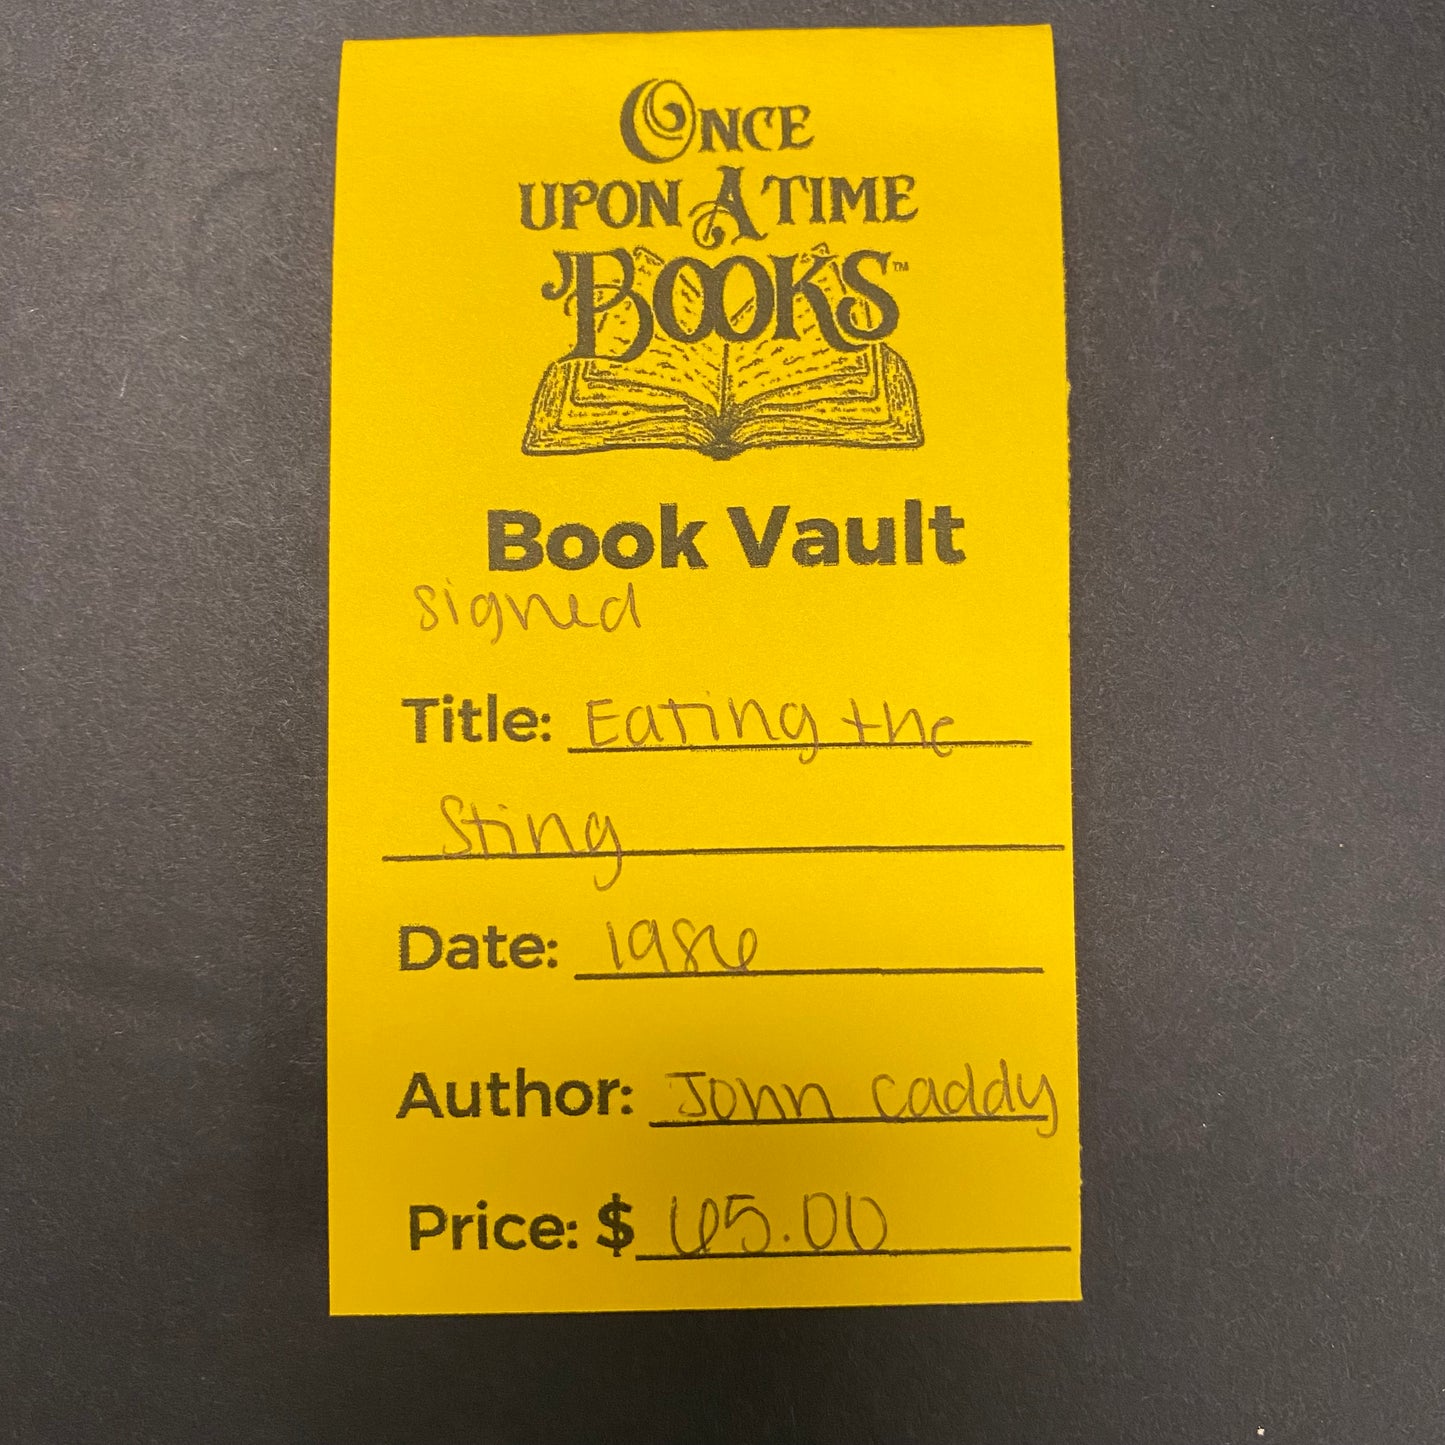 ONCE
UPON A TIME
BOOKS™
Book Vault
signed
Title: Eating the
Sting
Date: 1986
Author: John Caddy
Price: $ 65.00